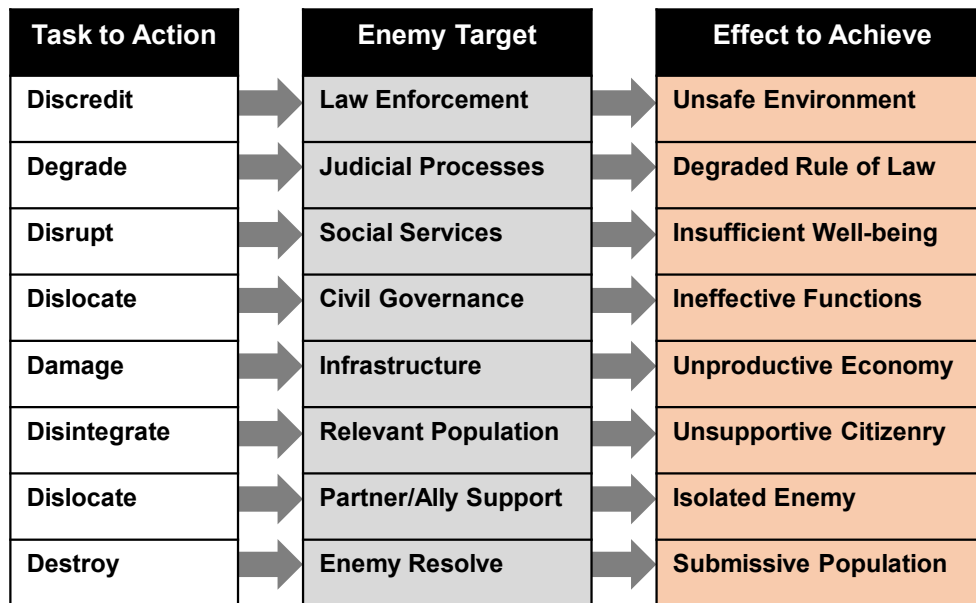 Task to Action Enemy Target Effect to Achieve
Discredit Law Enforcement Unsafe Environment
Degrade Judicial Processes Degraded Rule of Law
Disrupt Social Services Insufficient Well-being
Dislocate Civil Governance Ineffective Functions
Damage Infrastructure Unproductive Economy
Disintegrate Relevant Population Unsupportive Citizenry
Dislocate Partner/Ally Support Isolated Enemy
Destroy Enemy Resolve Submissive Population